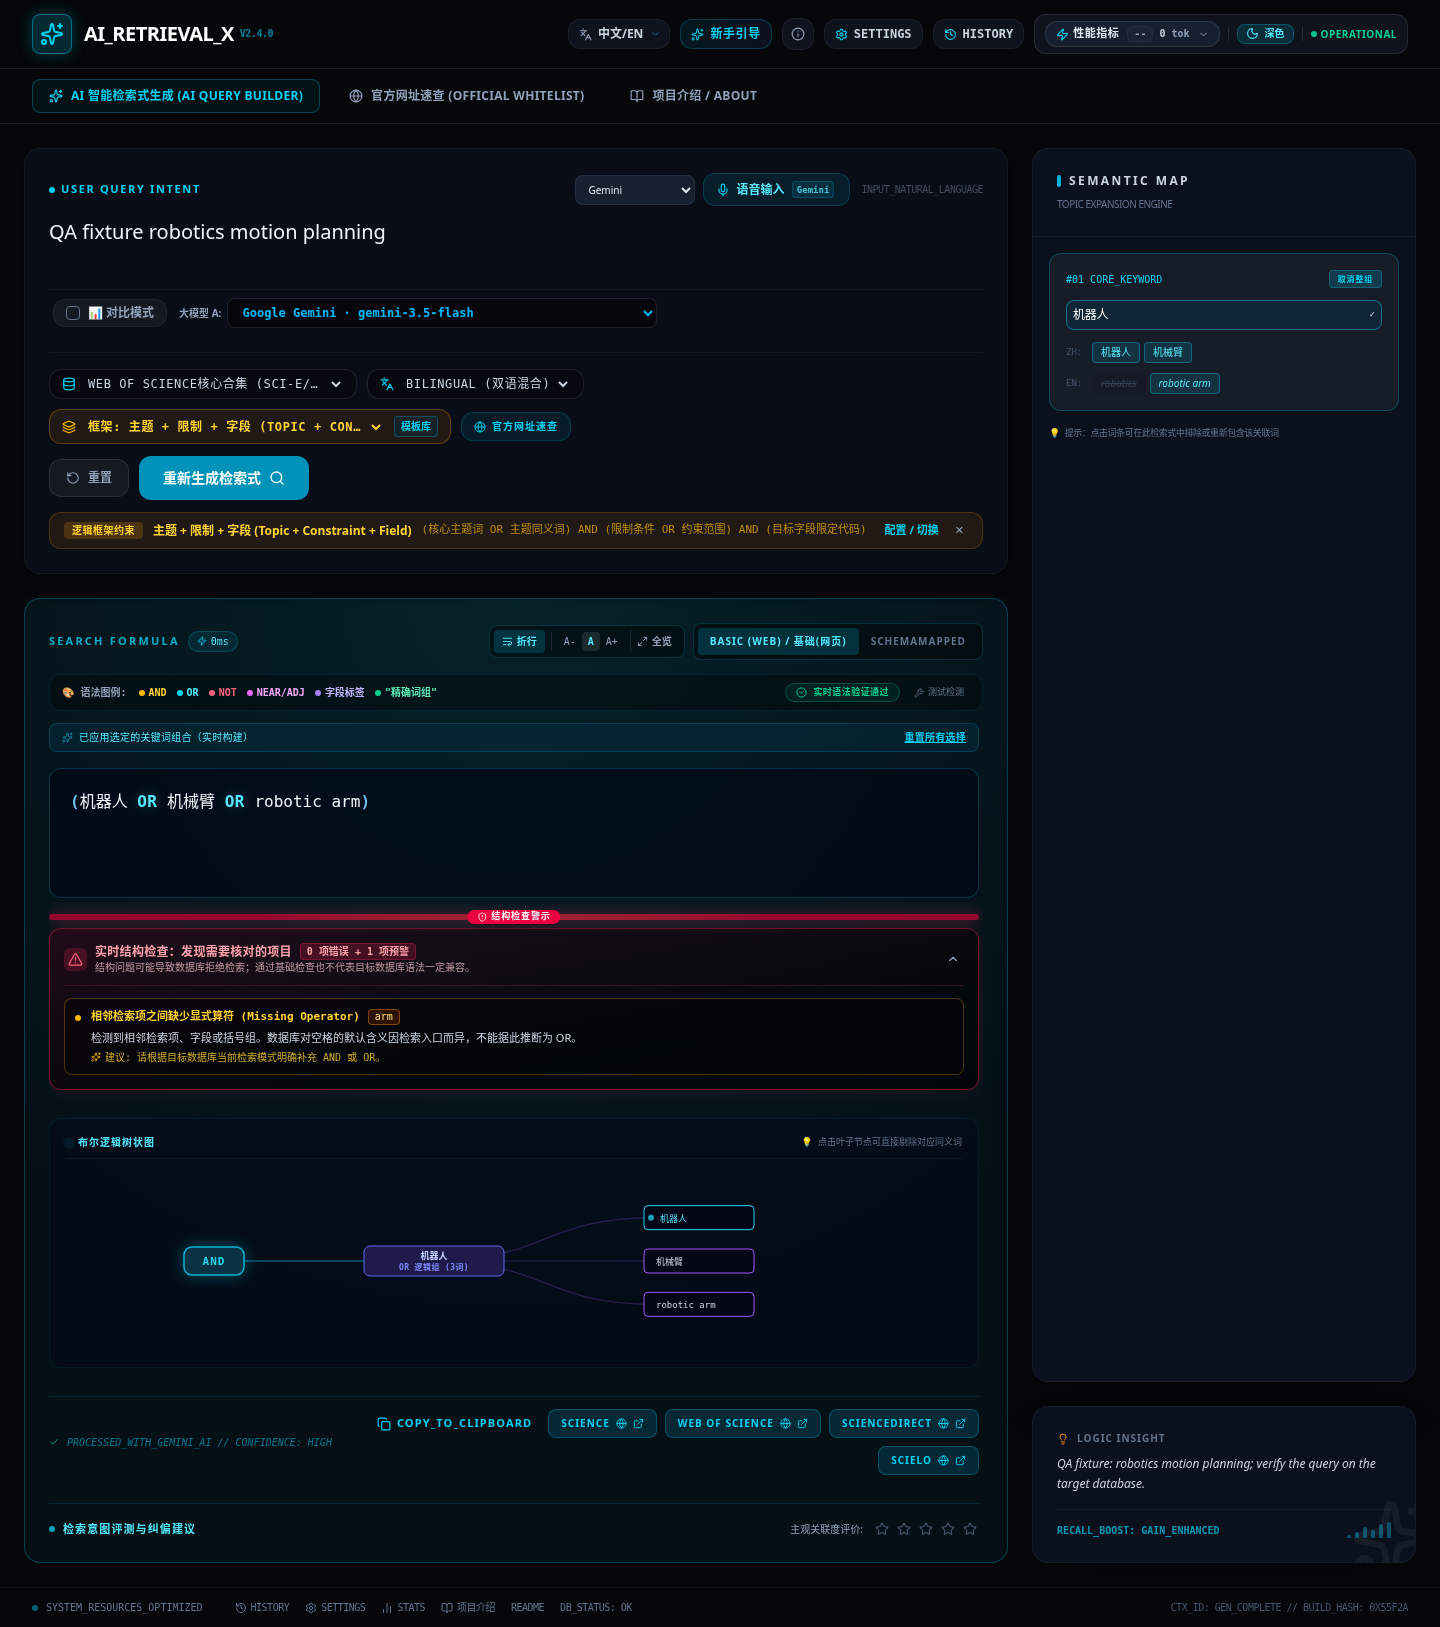 AI_RETRIEVAL_X V2.4.0
中文/EN
新手引导
SETTINGS
HISTORY
性能指标 -- 0 tok
深色
OPERATIONAL
AI 智能检索式生成 (AI QUERY BUILDER)
官方网址速查 (OFFICIAL WHITELIST)
项目介绍 / ABOUT
USER QUERY INTENT
Gemini
语音输入 Gemini
INPUT_NATURAL_LANGUAGE
QA fixture robotics motion planning
📊 对比模式
大模型 A:
Google Gemini · gemini-3.5-flash
WEB OF SCIENCE核心合集 (SCI-E/…
BILINGUAL (双语混合)
框架: 主题 + 限制 + 字段 (TOPIC + CON…
模板库
官方网址速查
重置
重新生成检索式
逻辑框架约束
主题 + 限制 + 字段 (Topic + Constraint + Field)
(核心主题词 OR 主题同义词) AND (限制条件 OR 约束范围) AND (目标字段限定代码)
配置 / 切换 ×
SEMANTIC MAP
TOPIC EXPANSION ENGINE
#01 CORE_KEYWORD
取消整组
机器人 ✓
ZH: 机器人 机械臂
EN: robotics robotic arm
💡 提示: 点击词条可在此检索式中排除或重新包含该关联词
SEARCH FORMULA
0ms
折行
A- A A+
全览
BASIC (WEB) / 基础(网页)
SCHEMAMAPPED
🎨 语法图例: AND OR NOT NEAR/ADJ 字段标签 "精确词组"
实时语法验证通过
测试检测
已应用选定的关键词组合（实时构建）
重置所有选择
(机器人 OR 机械臂 OR robotic arm)
结构检查警示
实时结构检查：发现需要核对的项目 0 项错误 + 1 项预警
结构问题可能导致数据库拒绝检索；通过基础检查也不代表目标数据库语法一定兼容。
相邻检索项之间缺少显式算符 (Missing Operator) arm
检测到相邻检索项、字段或括号组。数据库对空格的默认含义因检索入口而异，不能据此推断为 OR。
建议: 请根据目标数据库当前检索模式明确补充 AND 或 OR。
布尔逻辑树状图
💡 点击叶子节点可直接剔除对应同义词
AND
机器人
OR 逻辑组 (3词)
机器人
机械臂
robotic arm
✓ PROCESSED_WITH_GEMINI_AI // CONFIDENCE: HIGH
COPY_TO_CLIPBOARD
SCIENCE
WEB OF SCIENCE
SCIENCEDIRECT
SCIELO
检索意图评测与纠偏建议
主观关联度评价:
LOGIC INSIGHT
QA fixture: robotics motion planning; verify the query on the
target database.
RECALL_BOOST: GAIN_ENHANCED
SYSTEM_RESOURCES_OPTIMIZED
HISTORY
SETTINGS
STATS
项目介绍
README
DB_STATUS: OK
CTX_ID: GEN_COMPLETE // BUILD_HASH: 0X55F2A